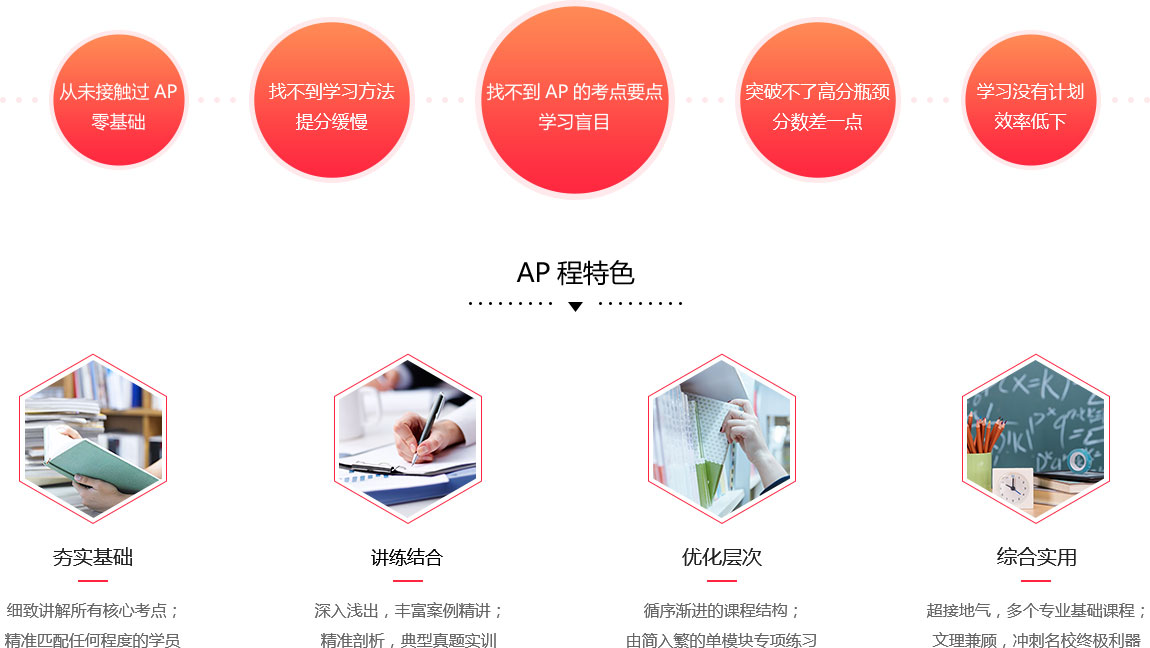 从未接触过 AP
零基础
找不到学习方法
提分缓慢
找不到 AP 的考点要点
学习盲目
突破不了高分瓶颈
分数差一点
学习没有计划
效率低下
AP 程特色
夯实基础
细致讲解所有核心考点；
精准匹配任何程度的学员
讲练结合
深入浅出，丰富案例精讲；
精准剖析，典型真题实训
优化层次
循序渐进的课程结构；
由简入繁的单模块专项练习
综合实用
超接地气，多个专业基础课程；
文理兼顾，冲刺名校终极利器